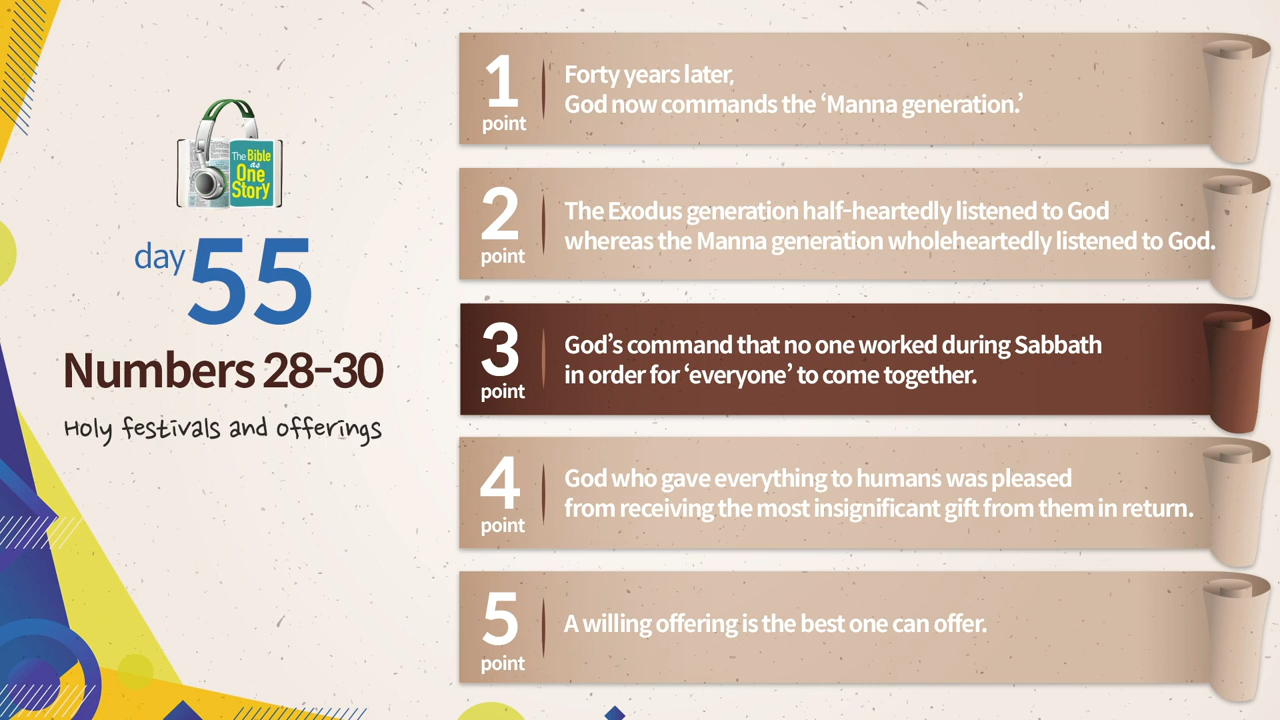 The Bible
as
One
Story
day 55
Numbers 28-30
Holy festivals and offerings
1
point
Forty years later,
God now commands the ‘Manna generation.’
2
point
The Exodus generation half-heartedly listened to God
whereas the Manna generation wholeheartedly listened to God.
3
point
God’s command that no one worked during Sabbath
in order for ‘everyone’ to come together.
4
point
God who gave everything to humans was pleased
from receiving the most insignificant gift from them in return.
5
point
A willing offering is the best one can offer.